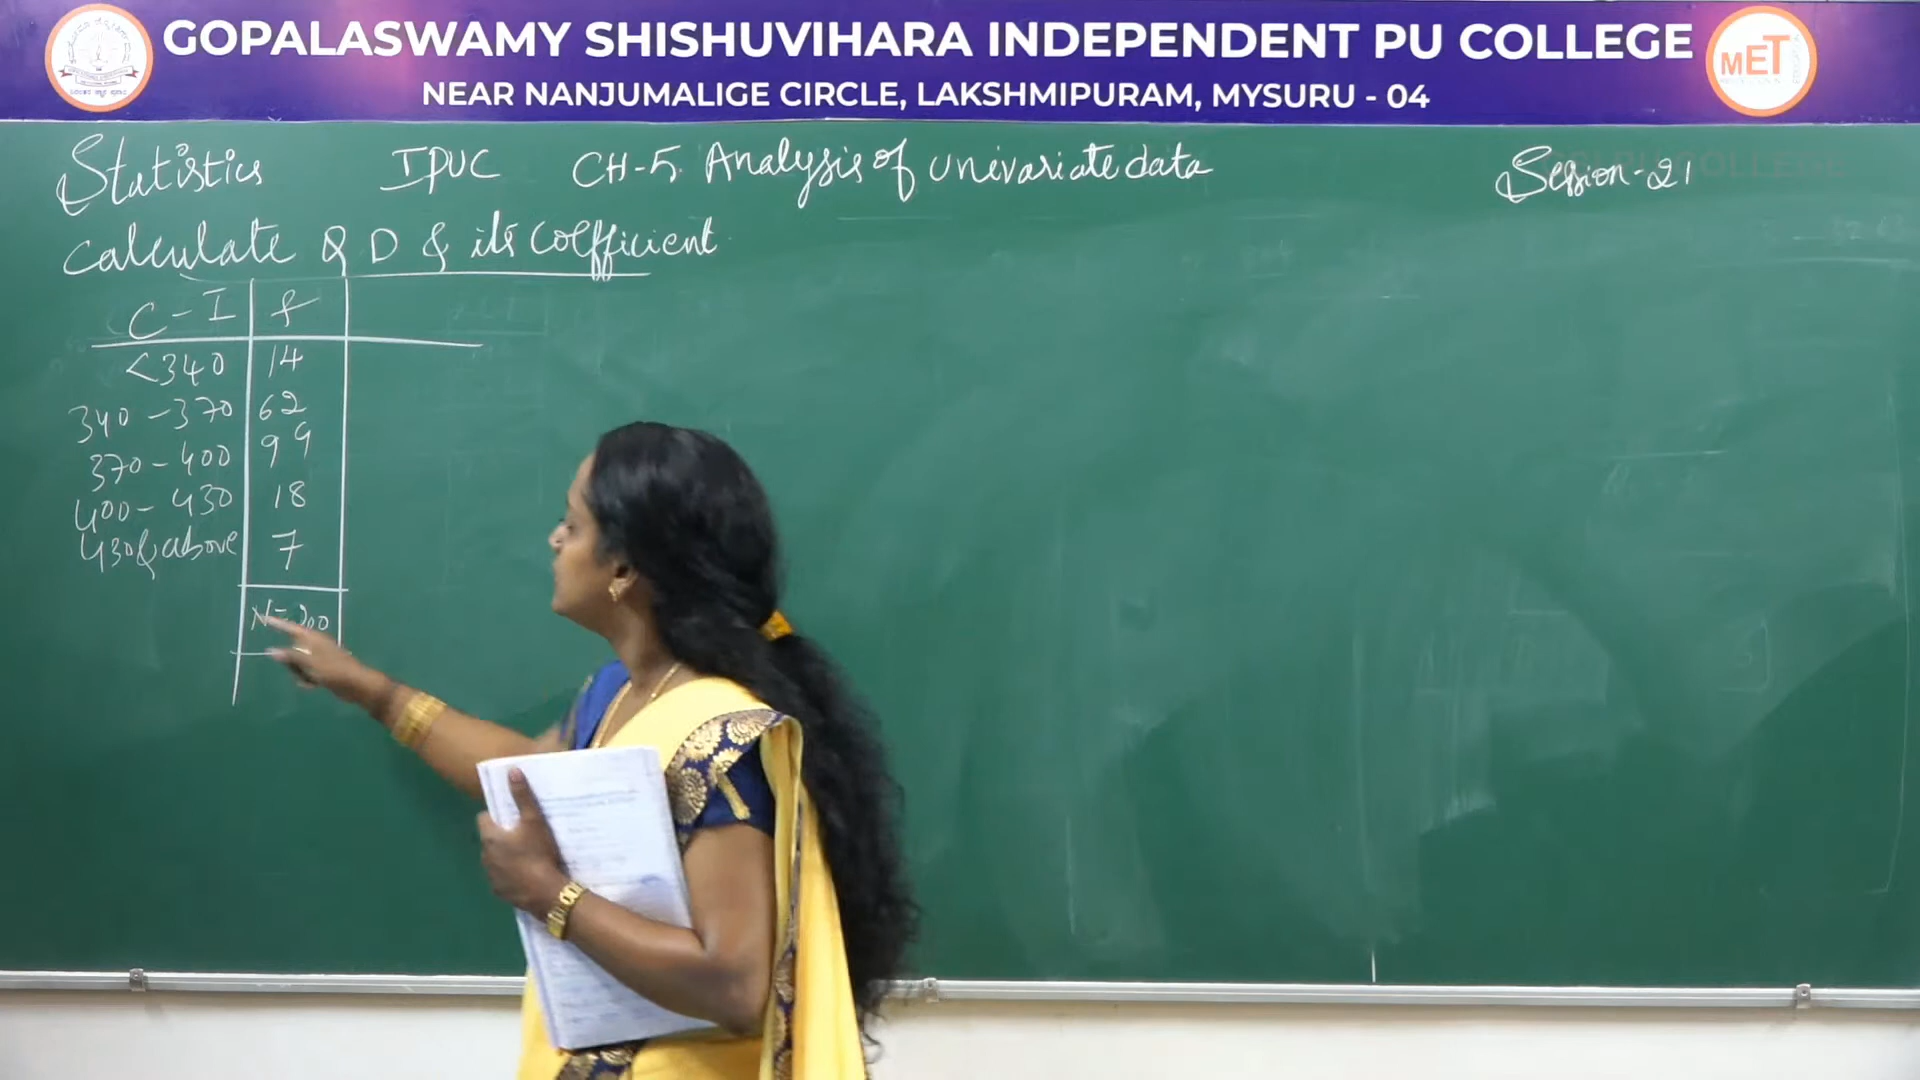 GOPALASWAMY SHISHUVIHARA INDEPENDENT PU COLLEGE
NEAR NANJUMALIGE CIRCLE, LAKSHMIPURAM, MYSURU - 04
MET
Statistics IPUC CH-5. Analysis of univariate data Session-21
Calculate Q D & its coefficient
C-I f
<340 14
340-370 62
370-400 99
400-430 18
430 & above 7
N=200